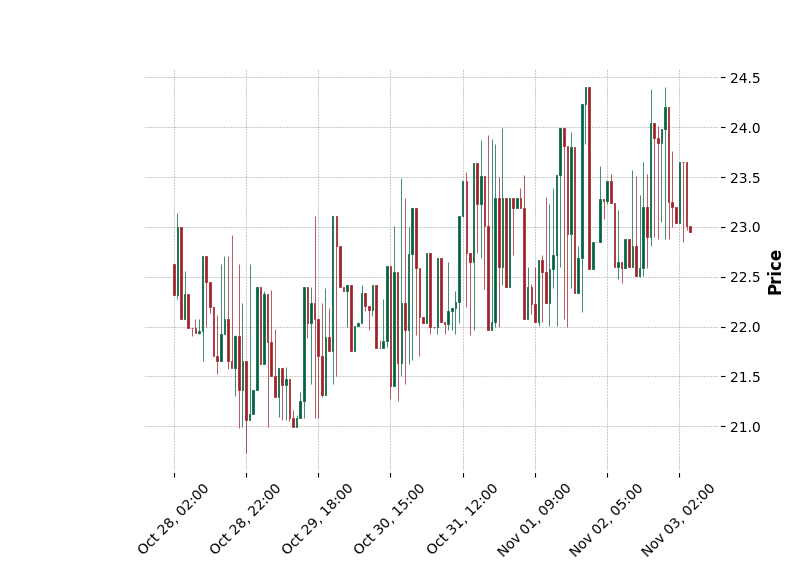 24.5
24.0
23.5
23.0
22.5
22.0
21.5
21.0
Price
Oct 28, 02:00
Oct 28, 22:00
Oct 29, 18:00
Oct 30, 15:00
Oct 31, 12:00
Nov 01, 09:00
Nov 02, 05:00
Nov 03, 02:00